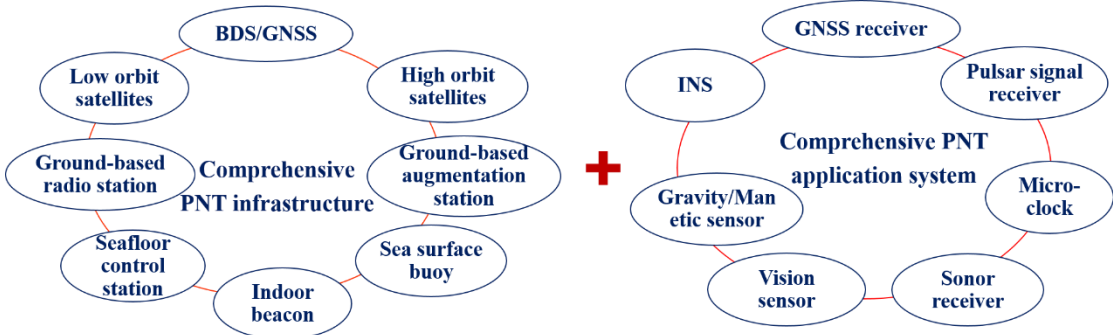 BDS/GNSS
Low orbit
satellites
High orbit
satellites
Ground-based
radio station
Comprehensive
PNT infrastructure
Ground-based
augmentation
station
Seafloor
control
station
Sea surface
buoy
Indoor
beacon
+
GNSS receiver
INS
Pulsar signal
receiver
Comprehensive PNT
application system
Gravity/Man
etic sensor
Micro-
clock
Vision
sensor
Sonor
receiver